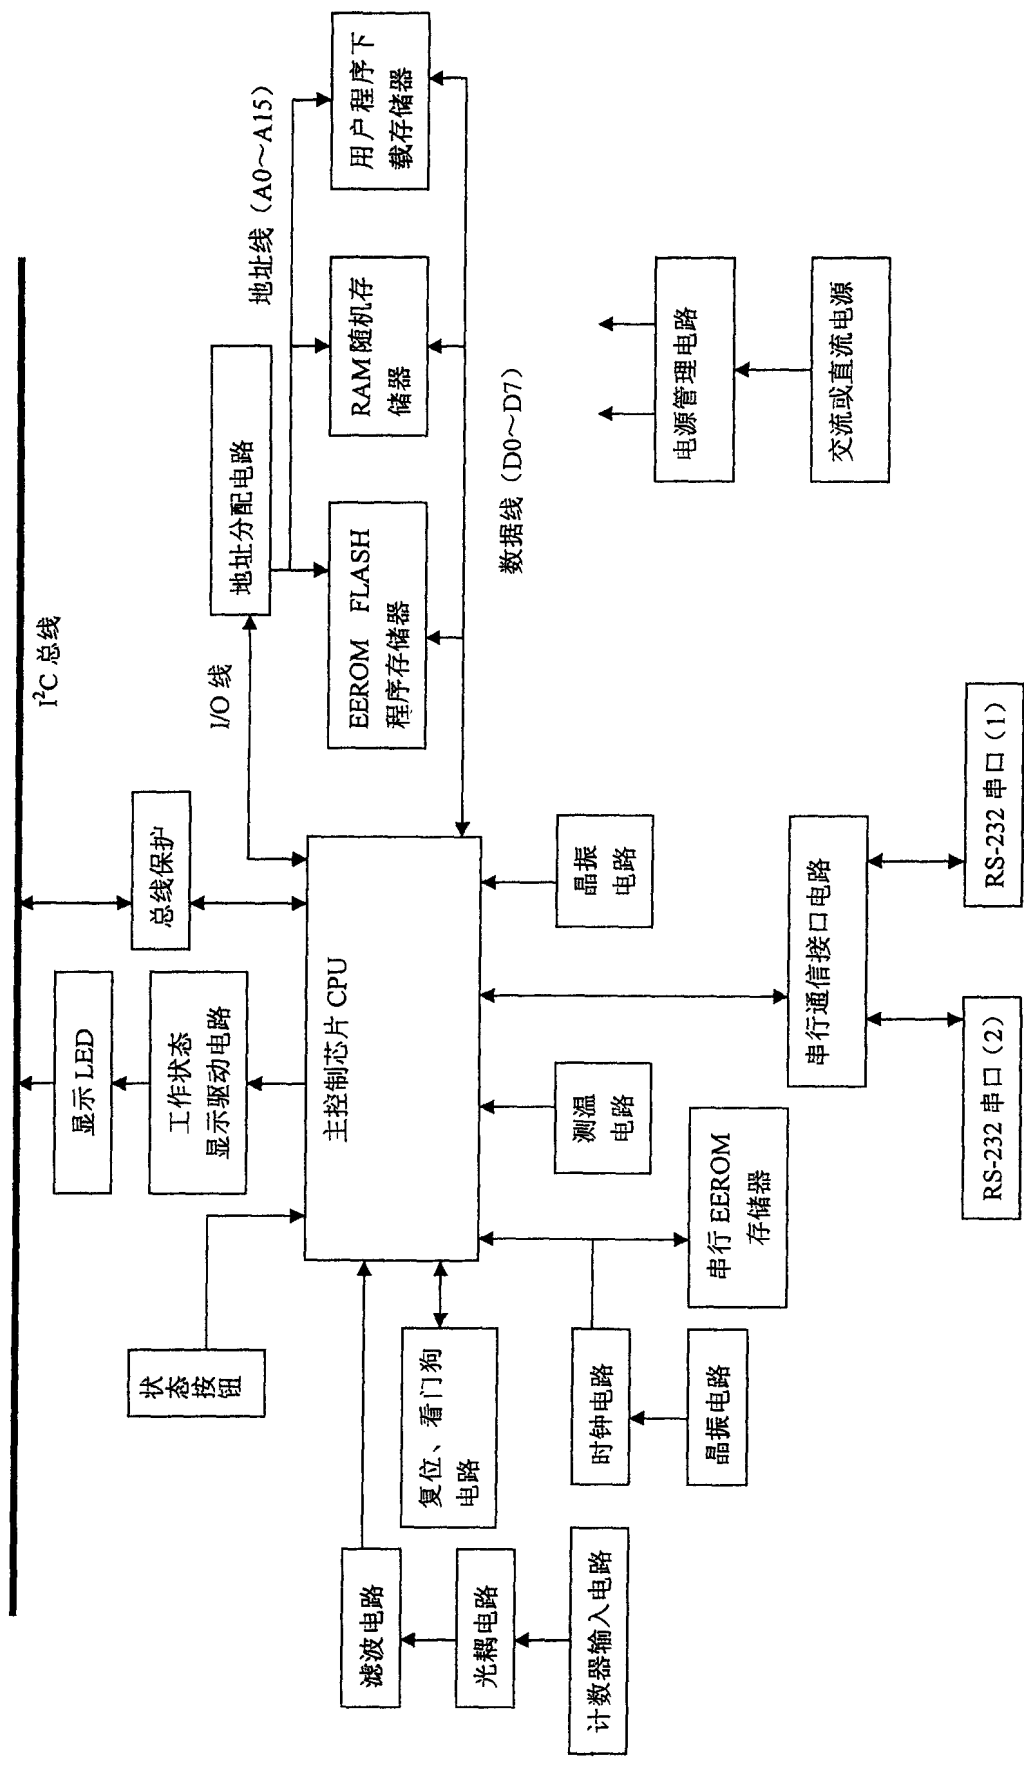 I²C 总线
显示 LED
总线保护
状态
按钮
工作状态
显示驱动电路
I/O 线
地址分配电路
地址线（A0～A15）
主控制芯片 CPU
EEROM FLASH
程序存储器
RAM 随机存
储器
用户程序下
载存储器
数据线（D0～D7）
滤波电路
复位、看门狗
电路
光耦电路
计数器输入电路
时钟电路
晶振电路
测温
电路
晶振
电路
串行 EEROM
存储器
串行通信接口电路
RS-232 串口（2）
RS-232 串口（1）
电源管理电路
交流或直流电源